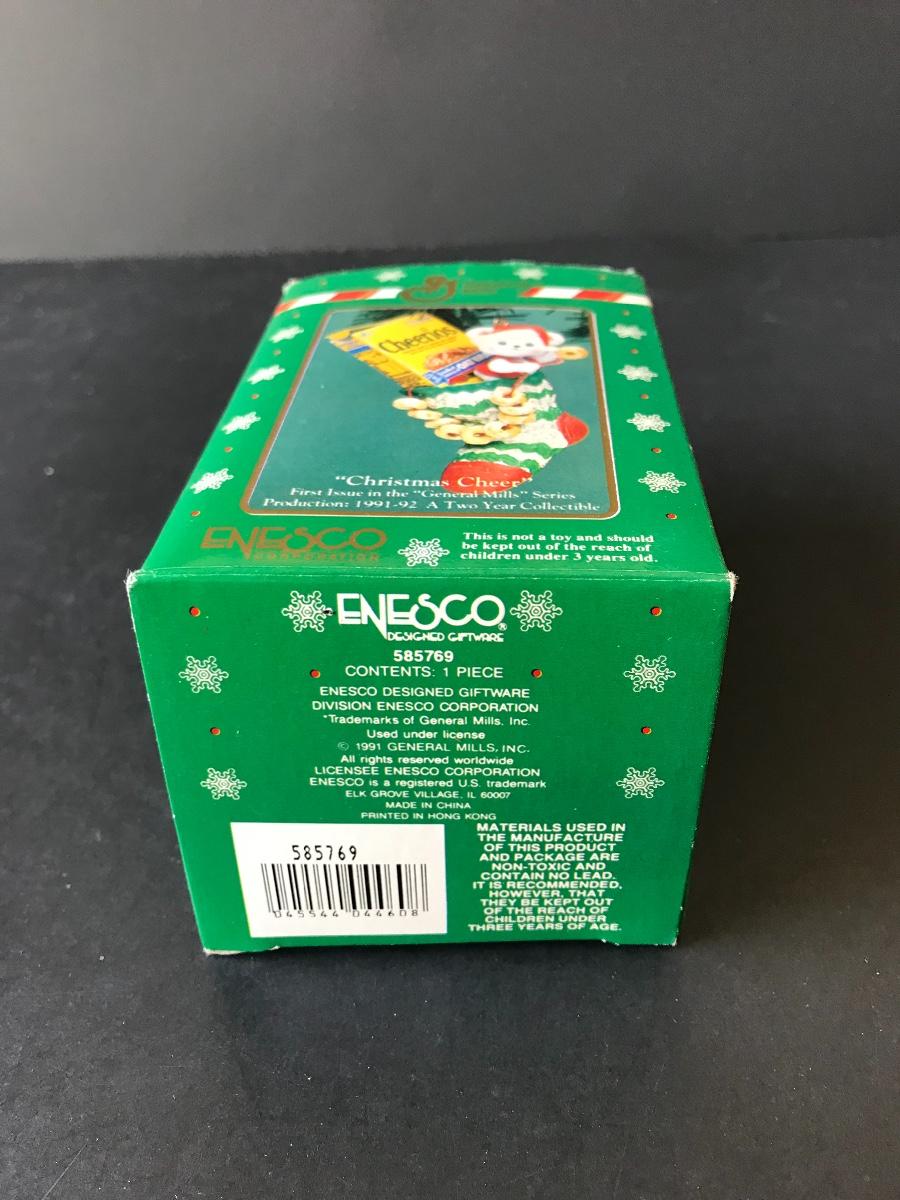 Cheerios
"Christmas Cheer"
First Issue in the "General Mills" Series
Production: 1991-92 A Two Year Collectible
ENESCO
CORPORATION
This is not a toy and should
be kept out of the reach of
children under 3 years old.
ENESCO®
DESIGNED GIFTWARE
585769
CONTENTS: 1 PIECE
ENESCO DESIGNED GIFTWARE
DIVISION ENESCO CORPORATION
*Trademarks of General Mills, Inc.
Used under license
© 1991 GENERAL MILLS, INC.
All rights reserved worldwide
LICENSEE ENESCO CORPORATION
ENESCO is a registered U.S. trademark
ELK GROVE VILLAGE, IL 60007
MADE IN CHINA
PRINTED IN HONG KONG
585769
045544 044608
MATERIALS USED IN
THE MANUFACTURE
OF THIS PRODUCT
AND PACKAGE ARE
NON-TOXIC AND
CONTAIN NO LEAD.
IT IS RECOMMENDED,
HOWEVER, THAT
THEY BE KEPT OUT
OF THE REACH OF
CHILDREN UNDER
THREE YEARS OF AGE.